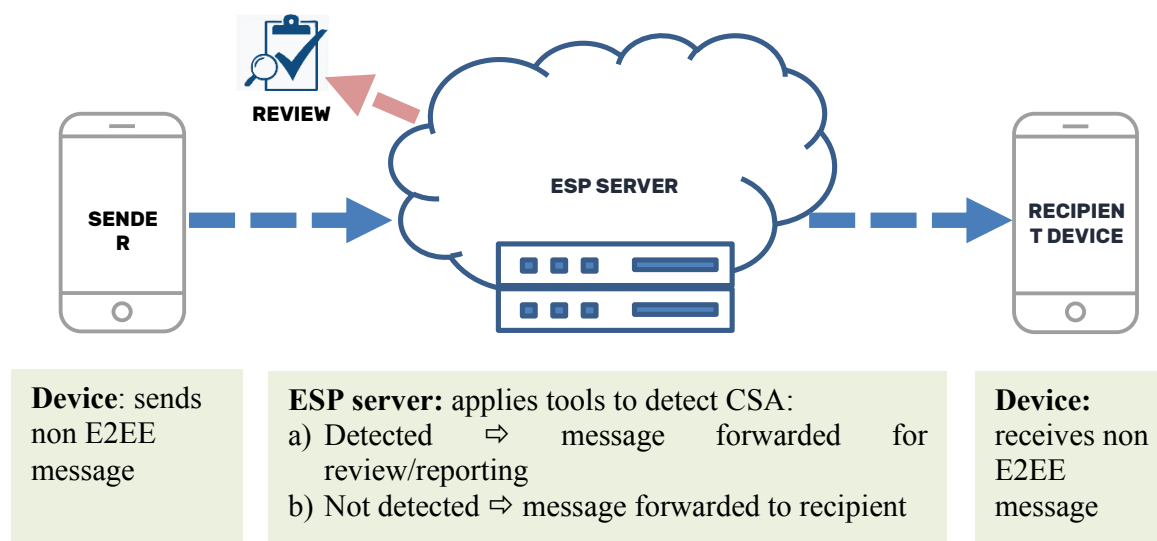 REVIEW
ESP SERVER
SENDE
R
RECIPIEN
T DEVICE
Device: sends
non E2EE
message
ESP server: applies tools to detect CSA:
a) Detected ⇨ message forwarded for
review/reporting
b) Not detected ⇨ message forwarded to recipient
Device:
receives non
E2EE
message